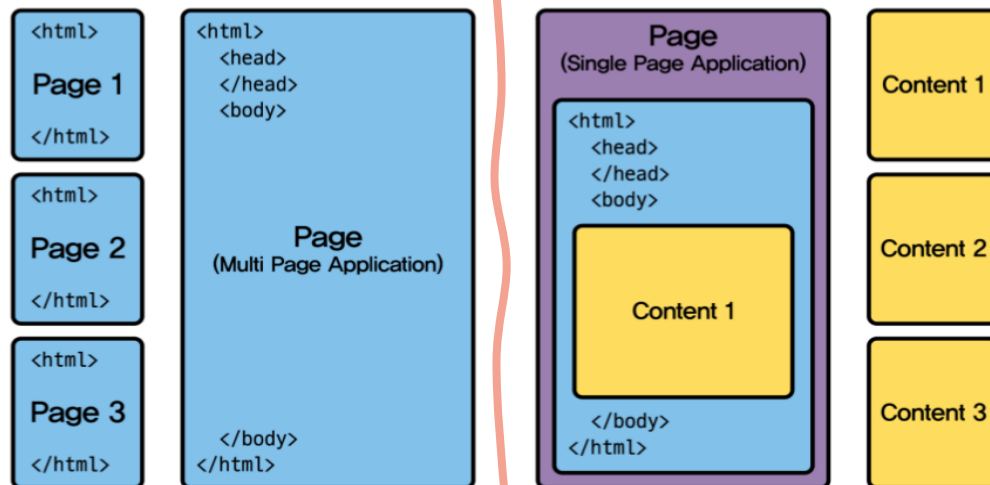 <html>
Page 1
</html>
<html>
Page 2
</html>
<html>
Page 3
</html>
<html>
<head>
</head>
<body>
Page
(Multi Page Application)
</body>
</html>
Page
(Single Page Application)
<html>
<head>
</head>
<body>
Content 1
</body>
</html>
Content 1
Content 2
Content 3